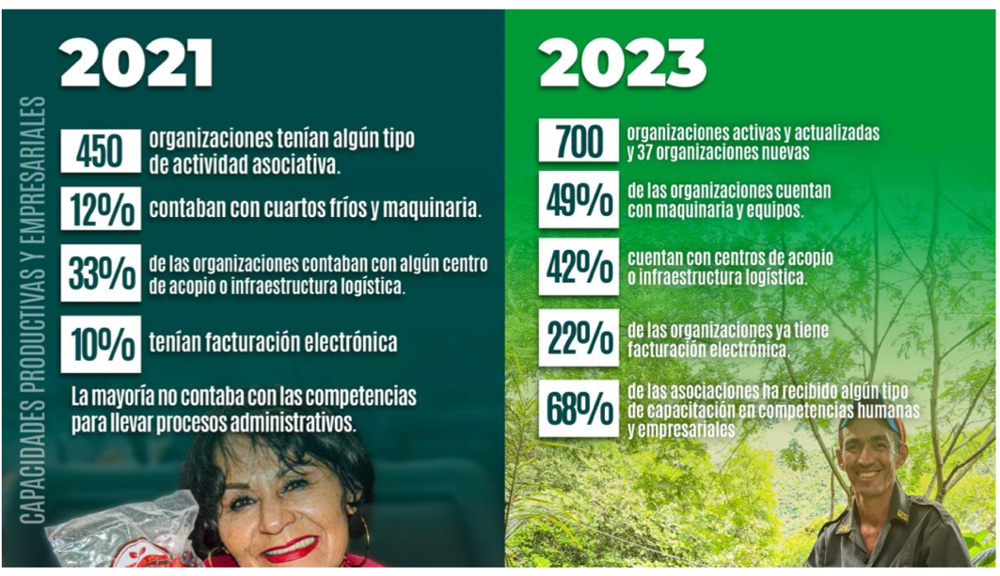 CAPACIDADES PRODUCTIVAS Y EMPRESARIALES
2021
450
organizaciones tenían algún tipo
de actividad asociativa.
12%
contaban con cuartos fríos y maquinaria.
33%
de las organizaciones contaban con algún centro
de acopio o infraestructura logística.
10%
tenían facturación electrónica
La mayoría no contaba con las competencias
para llevar procesos administrativos.
2023
700
organizaciones activas y actualizadas
y 37 organizaciones nuevas
49%
de las organizaciones cuentan
con maquinaria y equipos.
42%
cuentan con centros de acopio
o infraestructura logística.
22%
de las organizaciones ya tiene
facturación electrónica.
68%
de las asociaciones ha recibido algún tipo
de capacitación en competencias humanas
y empresariales